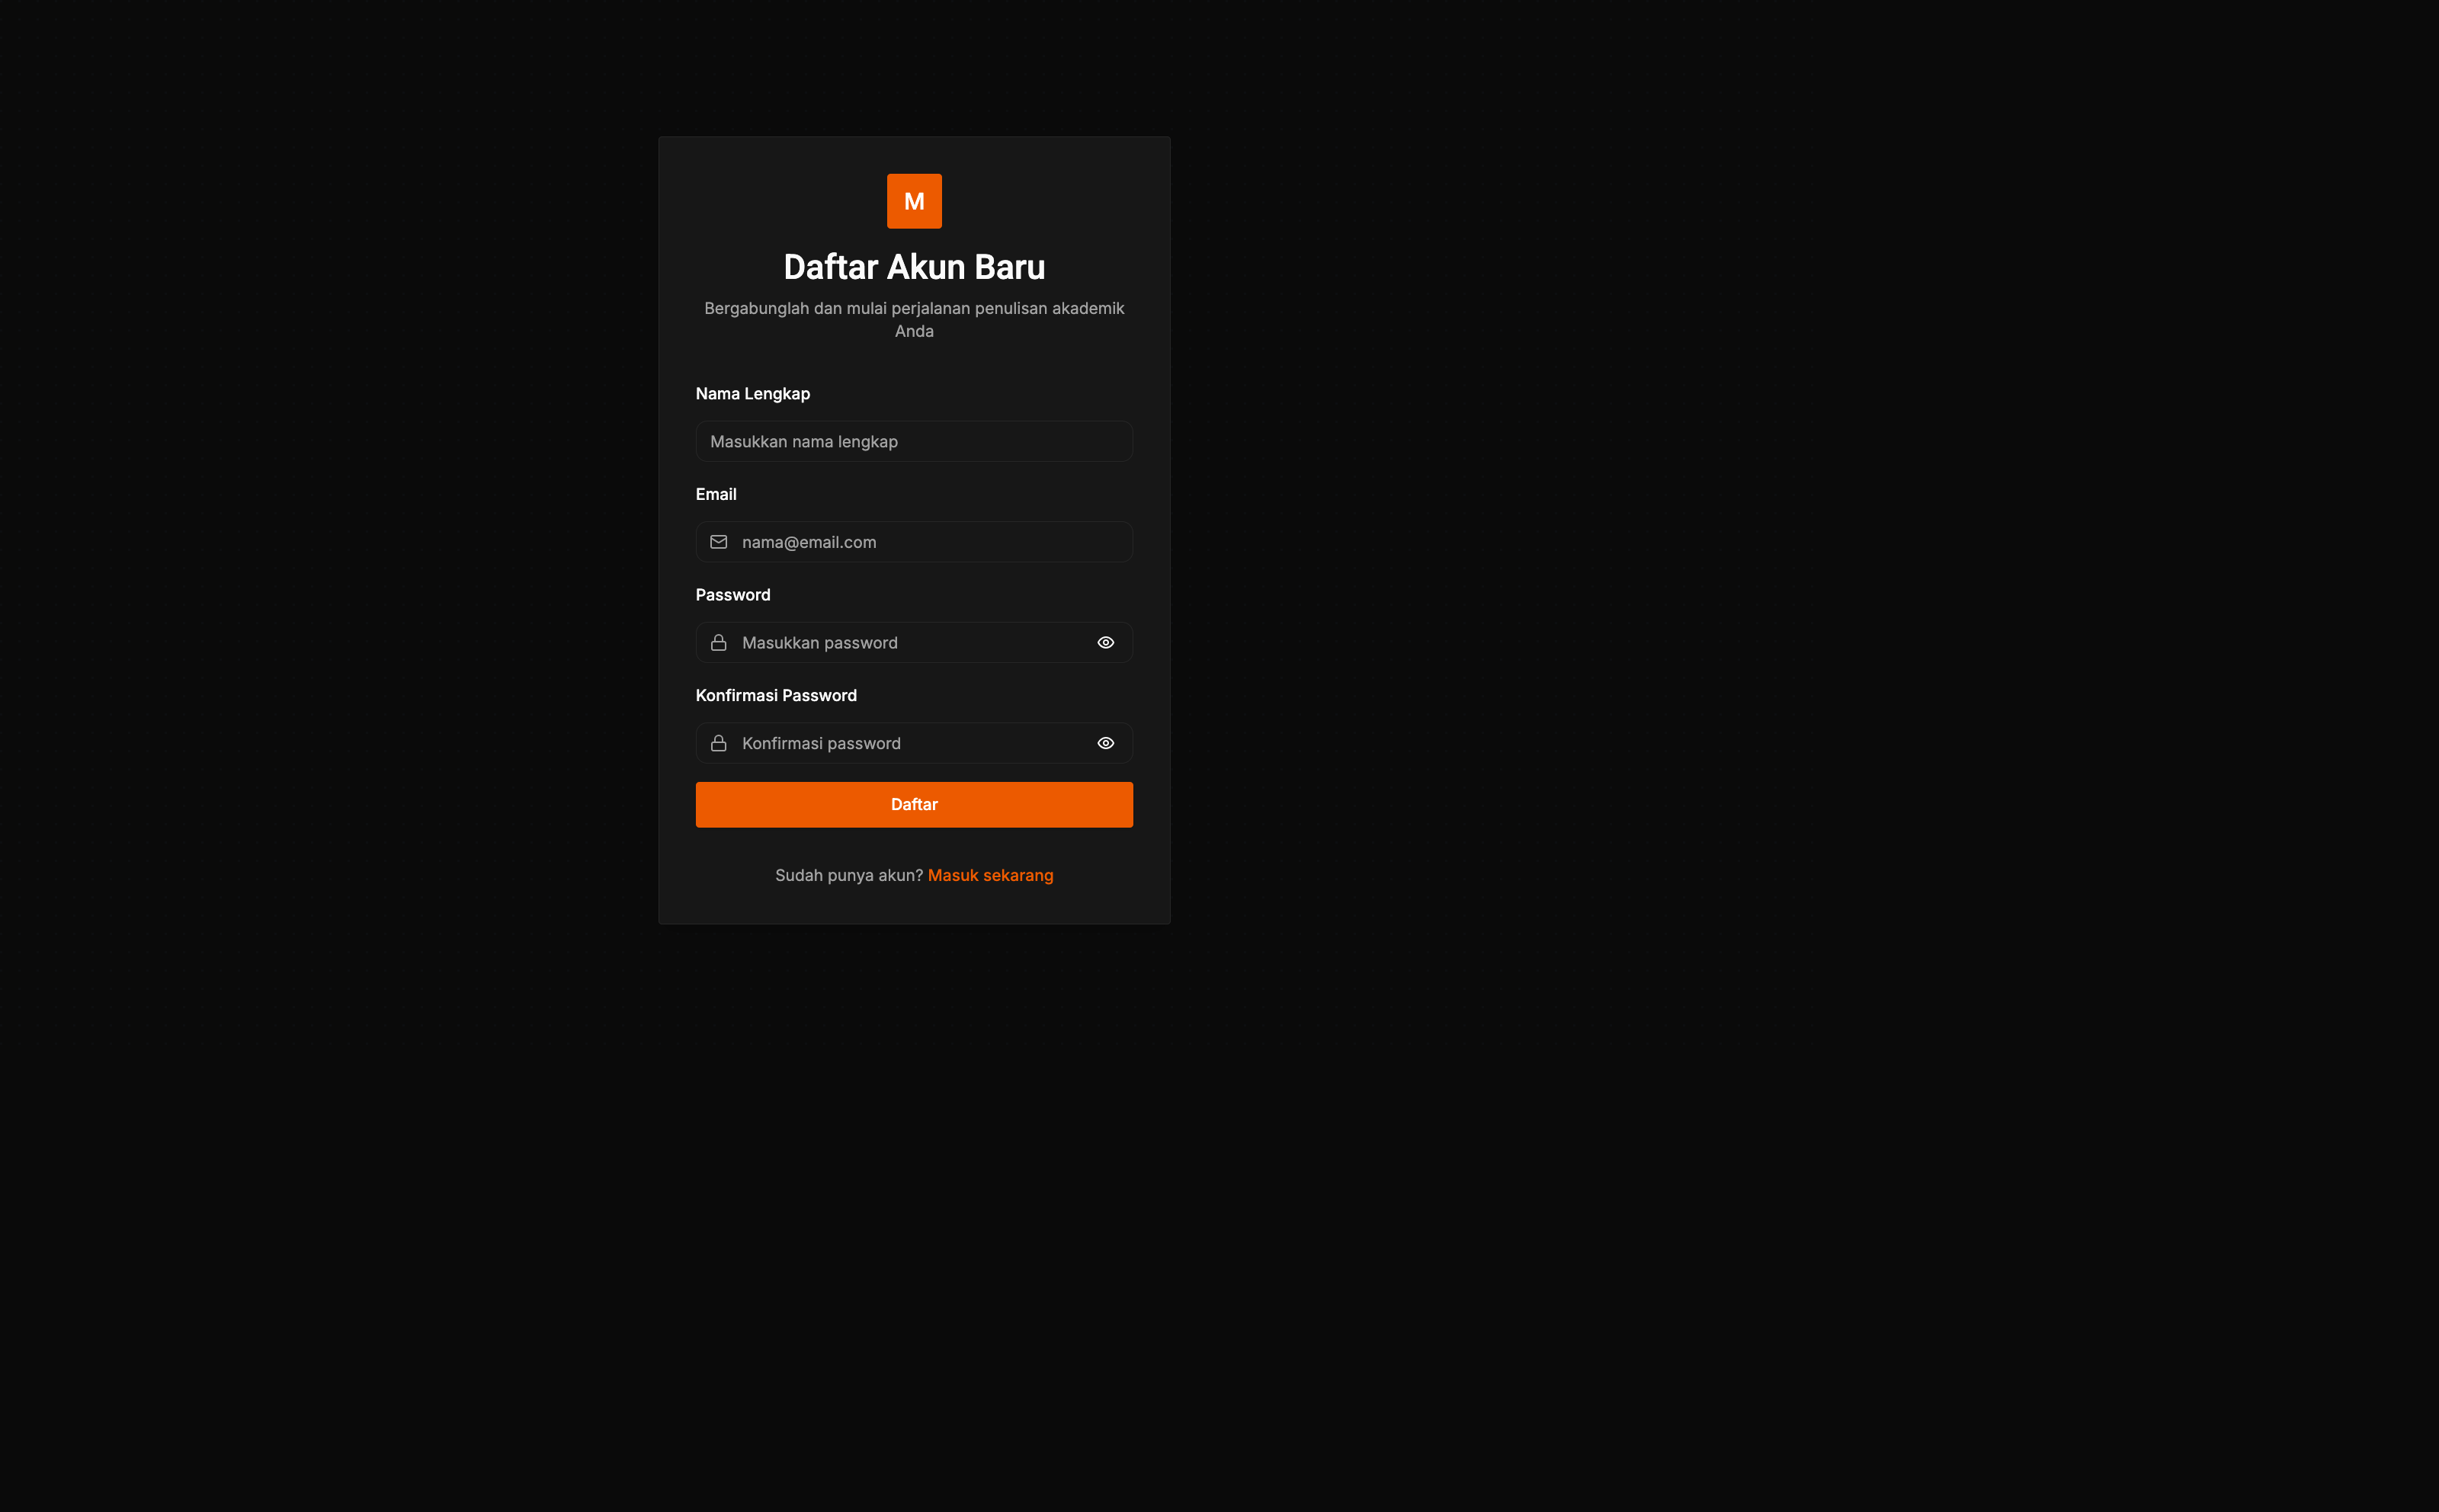 M
Daftar Akun Baru
Bergabunglah dan mulai perjalanan penulisan akademik
Anda
Nama Lengkap
Masukkan nama lengkap
Email
nama@email.com
Password
Masukkan password
Konfirmasi Password
Konfirmasi password
Daftar
Sudah punya akun? Masuk sekarang